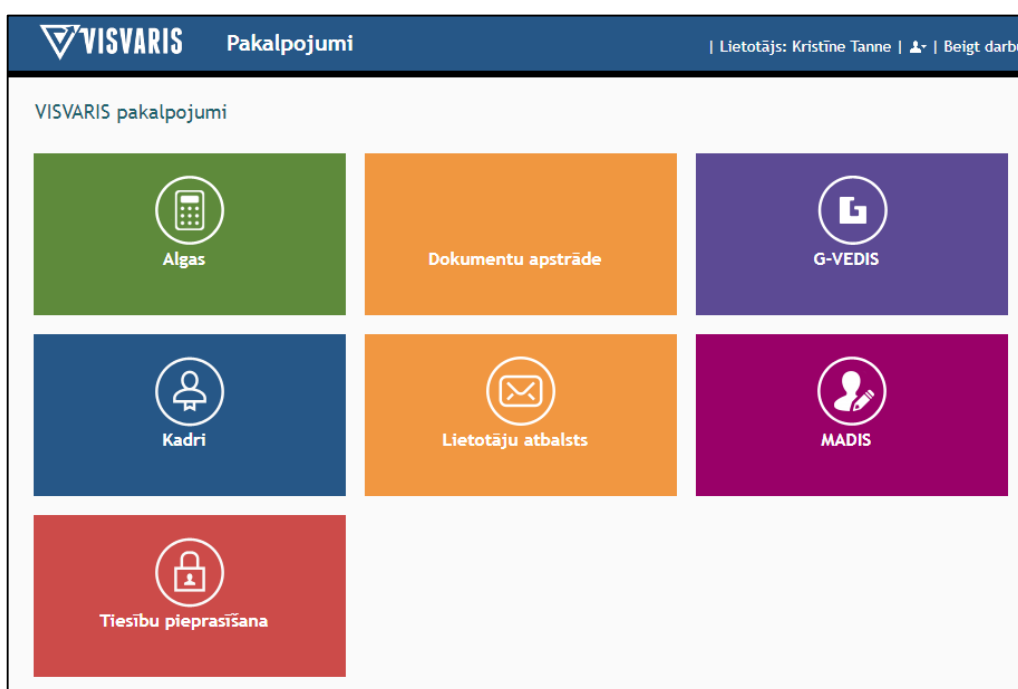 VISVARIS Pakalpojumi | Lietotājs: Kristīne Tanne | | Beigt darbu
VISVARIS pakalpojumi
Algas
Dokumentu apstrāde
G-VEDIS
Kadri
Lietotāju atbalsts
MADIS
Tiesību pieprasīšana